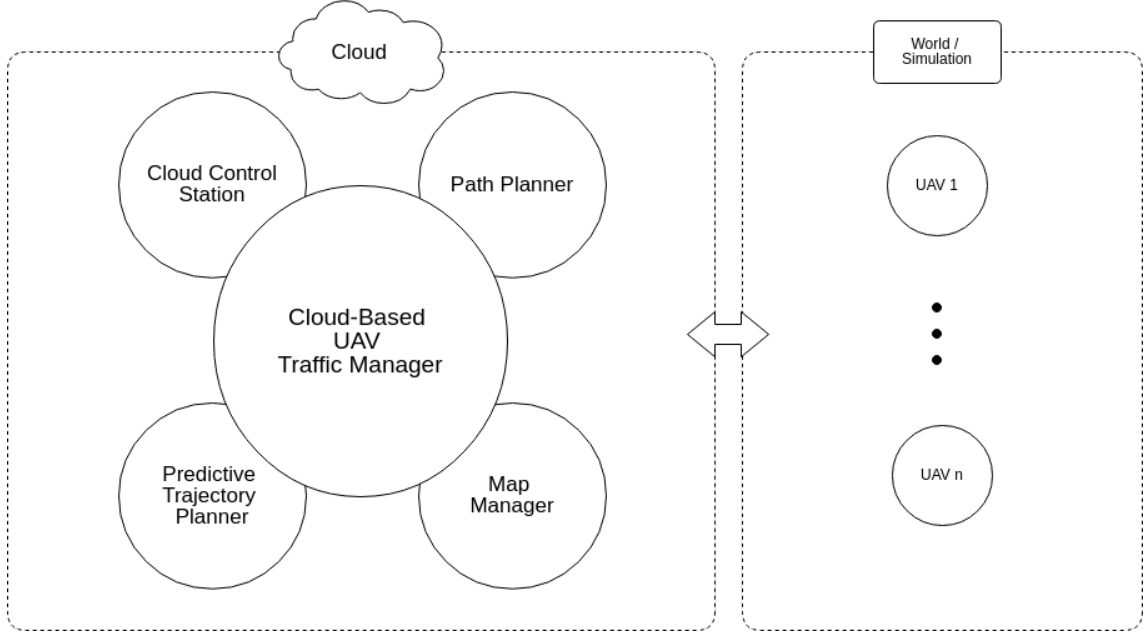 Cloud
World /
Simulation
Cloud Control
Station
Path Planner
UAV 1
Cloud-Based
UAV
Traffic Manager
Predictive
Trajectory
Planner
Map
Manager
UAV n